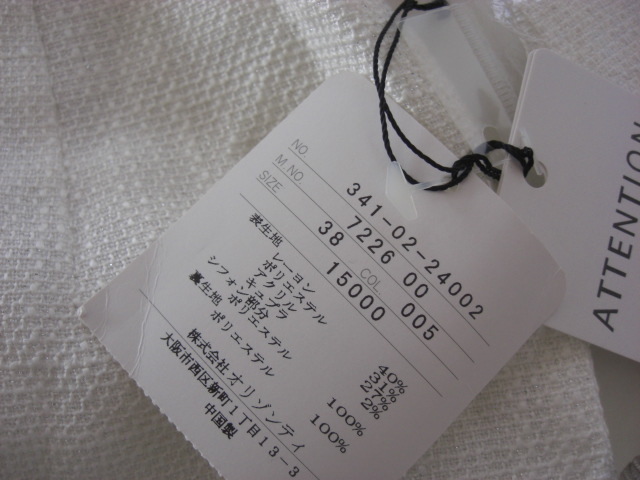 NO. 341-02-24002
M.NO. 7226 00
SIZE 38 COL 005
15000
表生地 レーヨン 40%
ポリエステル 31%
アクリル 27%
キュプラ 2%
シフォン部分
ポリエステル 100%
裏生地 ポリエステル 100%
株式会社オリゾンティ
大阪市西区新町1丁目13-3
中国製
ATTENTION